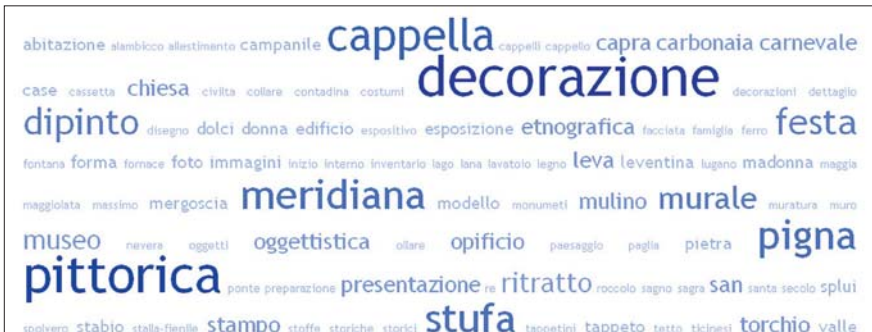 abitazione alambicco allestimento campanile cappella cappelli cappello capra carbonaia carnevale
case cassetta chiesa civilta collare contadina costumi decorazione decorazioni dettaglio
dipinto disegno dolci donna edificio espositivo esposizione etnografica facciata famiglia ferro festa
fontana forma fornace foto immagini inizio interno inventario lago lana lavatoio legno leva leventina lugano madonna maggia
maggiolata massimo mergoscia meridiana modello monumeti mulino murale muratura muro
museo nevera oggetti oggettistica ollare opificio paesaggio paglia pietra pigna
pittorica ponte preparazione presentazione re ritratto roccolo sagno sagra san santa secolo splui
spolvero stabio stalla-fienile stampo stoffe storiche storici stufa tappetini tappeto tetto ticinesi torchio valle